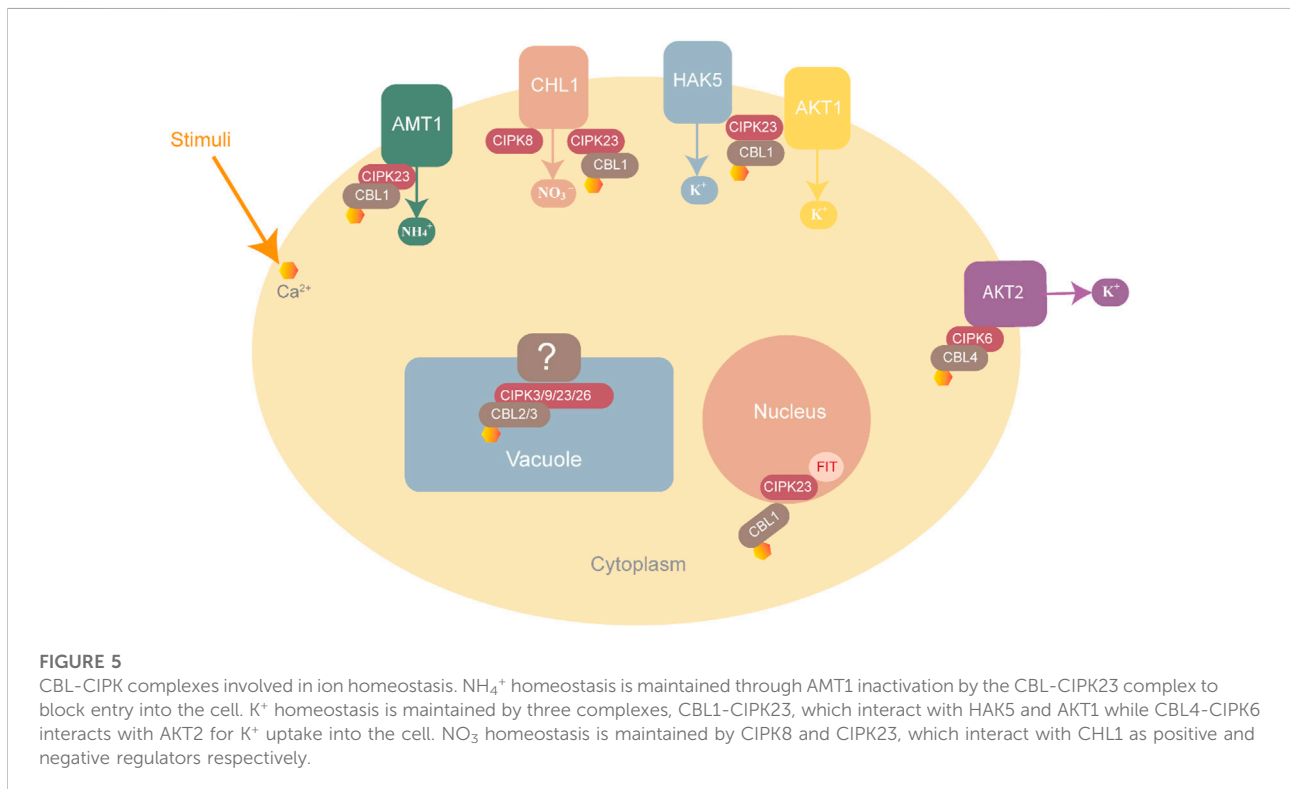 Stimuli
Ca²⁺
AMT1
CIPK23
CBL1
NH₄⁺
CHL1
CIPK8
CIPK23
CBL1
NO₃⁻
HAK5
K⁺
CIPK23
CBL1
AKT1
K⁺
AKT2
K⁺
CIPK6
CBL4
?
CIPK3/9/23/26
CBL2/3
Vacuole
Nucleus
FIT
CIPK23
CBL1
Cytoplasm
FIGURE 5
CBL-CIPK complexes involved in ion homeostasis. NH₄⁺ homeostasis is maintained through AMT1 inactivation by the CBL-CIPK23 complex to
block entry into the cell. K⁺ homeostasis is maintained by three complexes, CBL1-CIPK23, which interact with HAK5 and AKT1 while CBL4-CIPK6
interacts with AKT2 for K⁺ uptake into the cell. NO₃ homeostasis is maintained by CIPK8 and CIPK23, which interact with CHL1 as positive and
negative regulators respectively.